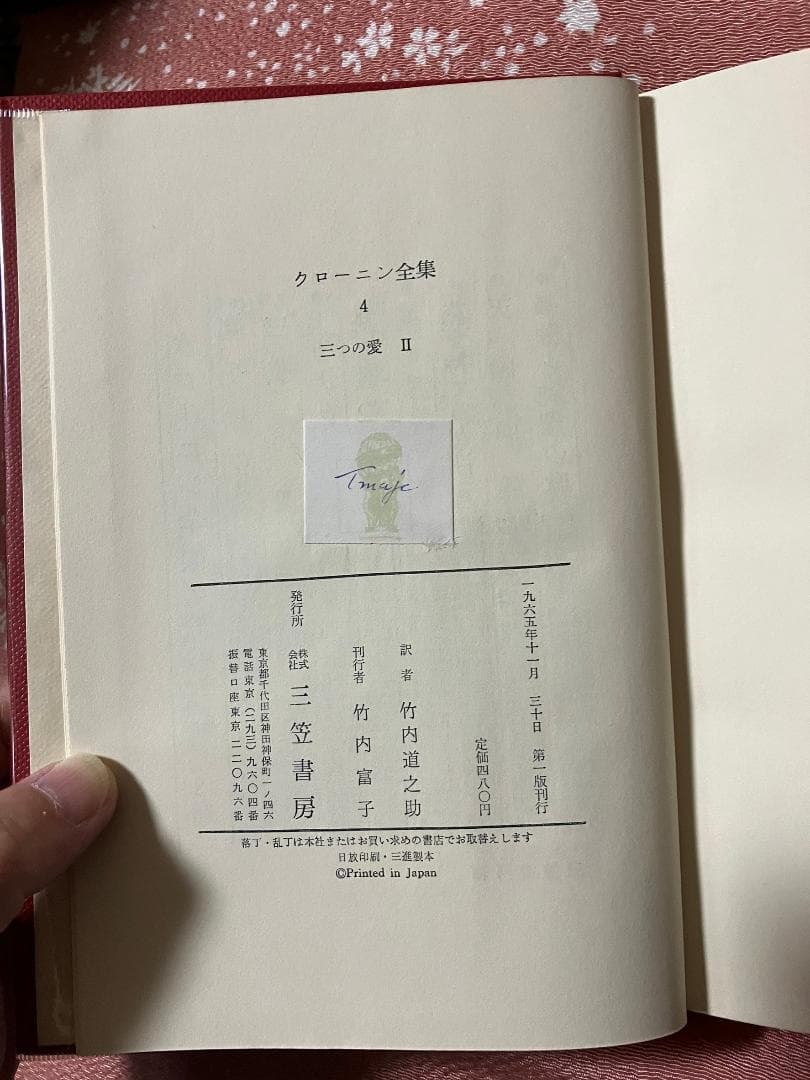 クローニン全集
4
三つの愛 II
一九六五年十一月 三十日 第一版刊行
定価四八〇円
訳者 竹内道之助
刊行者 竹内富子
発行所 株式会社 三笠書房
東京都千代田区神田神保町一ノ四六
電話東京(二九三)九六〇四番
振替口座東京一一二〇九六番
落丁・乱丁は本社またはお買い求めの書店でお取替えします
日放印刷・三進製本
©Printed in Japan